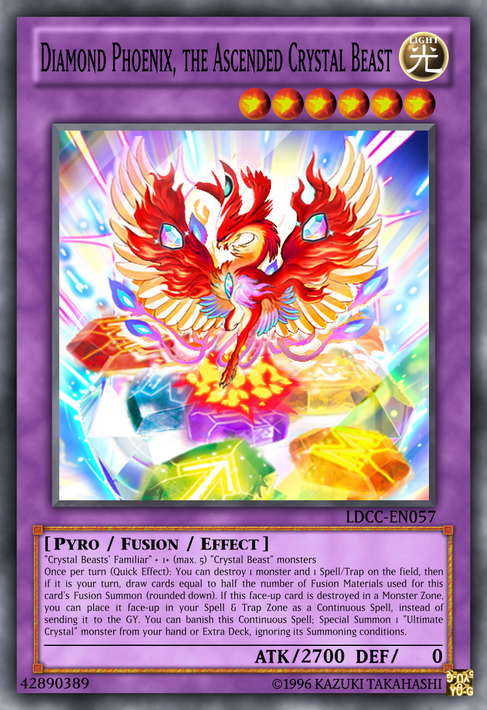 Diamond Phoenix, the Ascended Crystal Beast
LIGHT
光
LDCC-EN057
[ Pyro / Fusion / Effect ]
"Crystal Beasts' Familiar" + 1+ (max. 5) "Crystal Beast" monsters
Once per turn (Quick Effect): You can destroy 1 monster and 1 Spell/Trap on the field, then
if it is your turn, draw cards equal to half the number of Fusion Materials used for this
card's Fusion Summon (rounded down). If this face-up card is destroyed in a Monster Zone,
you can place it face-up in your Spell & Trap Zone as a Continuous Spell, instead of
sending it to the GY. You can banish this Continuous Spell; Special Summon 1 "Ultimate
Crystal" monster from your hand or Extra Deck, ignoring its Summoning conditions.
ATK/2700 DEF/ 0
42890389 ©1996 KAZUKI TAKAHASHI